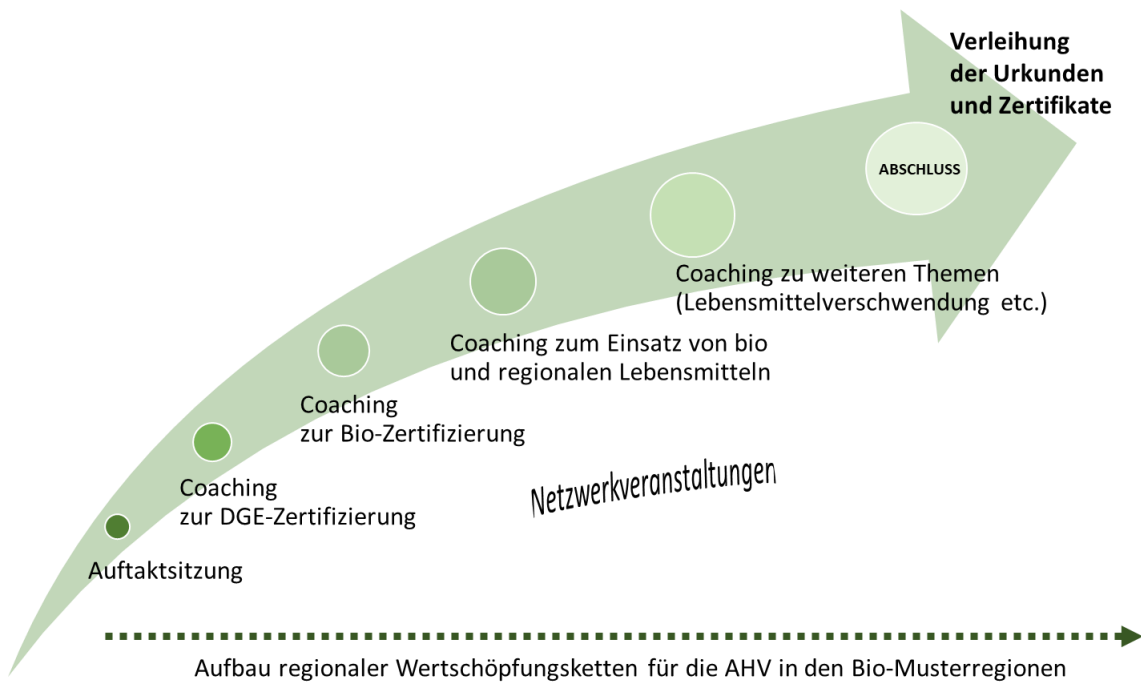 Verleihung
der Urkunden
und Zertifikate
ABSCHLUSS
Coaching zu weiteren Themen
(Lebensmittelverschwendung etc.)
Coaching zum Einsatz von bio
und regionalen Lebensmitteln
Coaching
zur Bio-Zertifizierung
Coaching
zur DGE-Zertifizierung
Netzwerkveranstaltungen
Auftaktsitzung
Aufbau regionaler Wertschöpfungsketten für die AHV in den Bio-Musterregionen